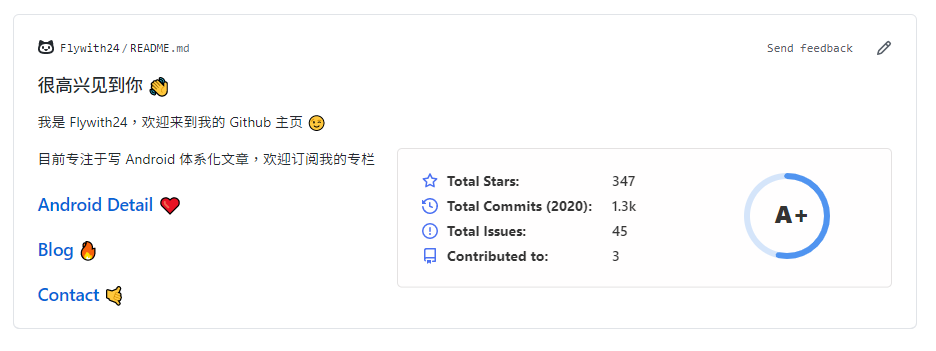 Flywith24/README.md
Send feedback
很高兴见到你 👏
我是 Flywith24，欢迎来到我的 Github 主页 😉
目前专注于写 Android 体系化文章，欢迎订阅我的专栏
Android Detail ❤️
Blog 🔥
Contact 🤙
Total Stars: 347
Total Commits (2020): 1.3k
Total Issues: 45
Contributed to: 3
A+